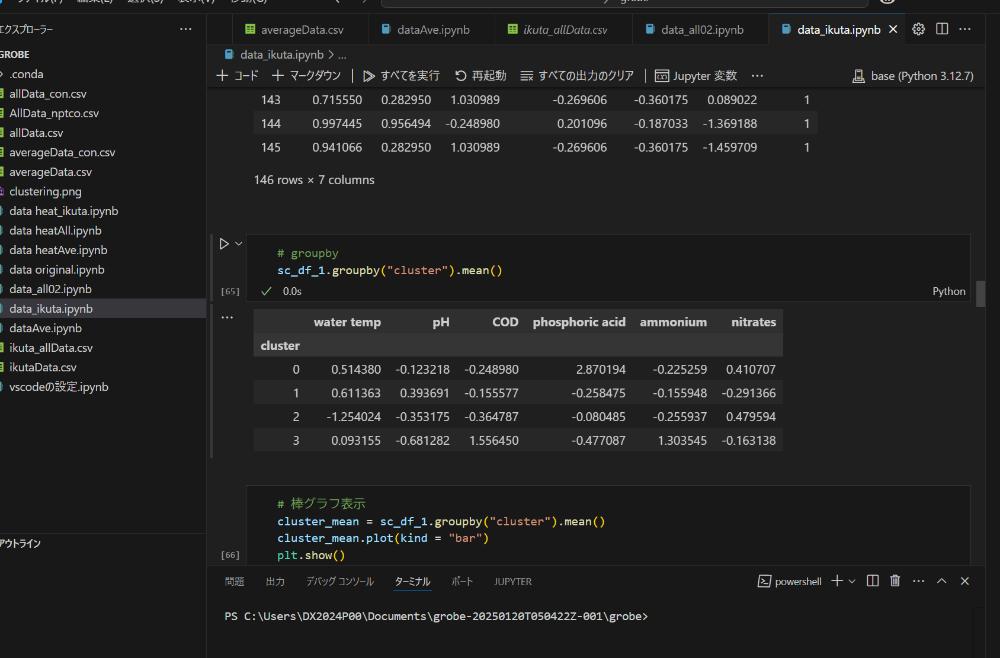 grobe
エクスプローラー
averageData.csv
dataAve.ipynb
ikuta_allData.csv
data_all02.ipynb
data_ikuta.ipynb
GROBE
.conda
allData_con.csv
AllData_nptco.csv
allData.csv
averageData_con.csv
averageData.csv
clustering.png
data heat_ikuta.ipynb
data heatAll.ipynb
data heatAve.ipynb
data original.ipynb
data_all02.ipynb
data_ikuta.ipynb
dataAve.ipynb
ikuta_allData.csv
ikutaData.csv
vscodeの設定.ipynb
アウトライン
data_ikuta.ipynb > ...
コード マークダウン | すべてを実行 再起動 すべての出力のクリア | Jupyter 変数 ... base (Python 3.12.7)
143 0.715550 0.282950 1.030989 -0.269606 -0.360175 0.089022 1
144 0.997445 0.956494 -0.248980 0.201096 -0.187033 -1.369188 1
145 0.941066 0.282950 1.030989 -0.269606 -0.360175 -1.459709 1
146 rows × 7 columns
# groupby
sc_df_1.groupby("cluster").mean()
[65] 0.0s Python
water temp pH COD phosphoric acid ammonium nitrates
cluster
0 0.514380 -0.123218 -0.248980 2.870194 -0.225259 0.410707
1 0.611363 0.393691 -0.155577 -0.258475 -0.155948 -0.291366
2 -1.254024 -0.353175 -0.364787 -0.080485 -0.255937 0.479594
3 0.093155 -0.681282 1.556450 -0.477087 1.303545 -0.163138
# 棒グラフ表示
cluster_mean = sc_df_1.groupby("cluster").mean()
cluster_mean.plot(kind = "bar")
[66] plt.show()
問題 出力 デバッグ コンソール ターミナル ポート JUPYTER powershell
PS C:\Users\DX2024P00\Documents\grobe-20250120T050422Z-001\grobe>